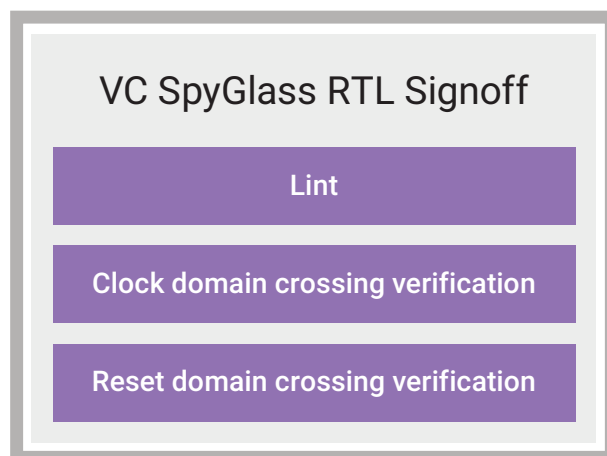 VC SpyGlass RTL Signoff
Lint
Clock domain crossing verification
Reset domain crossing verification